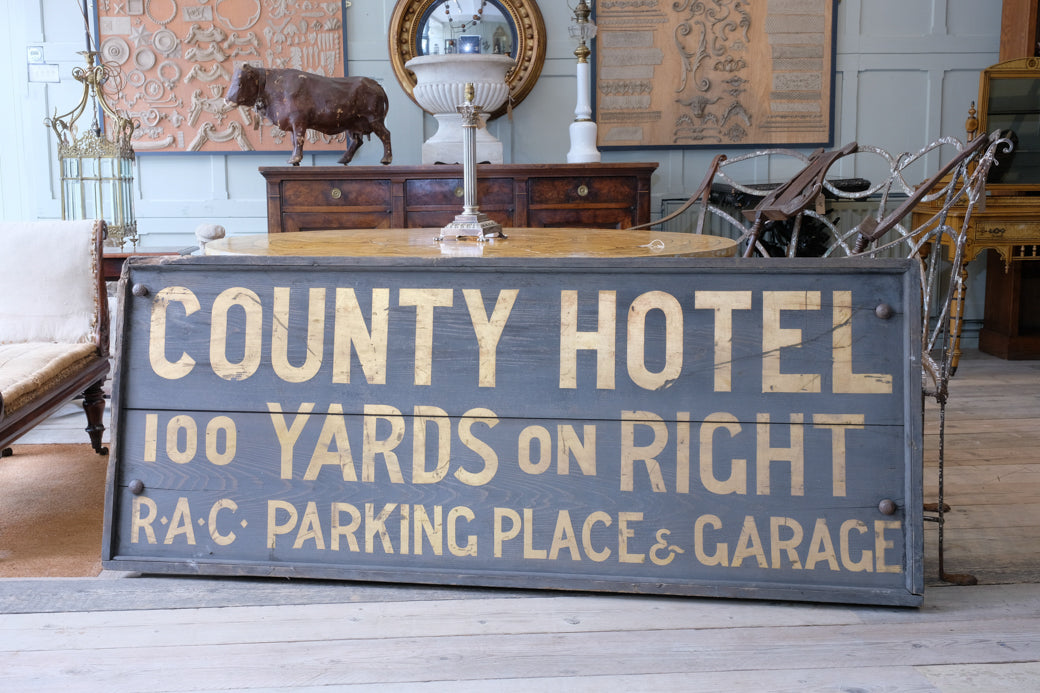 COUNTY HOTEL
100 YARDS ON RIGHT
R·A·C· PARKING PLACE & GARAGE